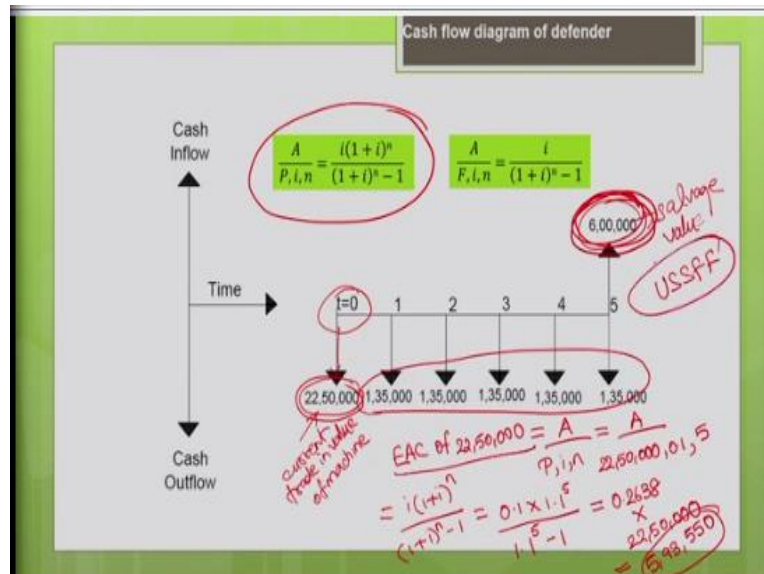 Cash flow diagram of defender
Cash
Inflow
A/(P,i,n) = i(1+i)^n/((1+i)^n − 1)
A/(F,i,n) = i/((1+i)^n − 1)
6,00,000
salvage
value
USSFF
Time
t=0 1 2 3 4 5
22,50,000 1,35,000 1,35,000 1,35,000 1,35,000 1,35,000
current
trade in value
of machine
Cash
Outflow
EAC of 22,50,000 = A/(P,i,n) = A/(22,50,000, 01, 5)
= i(1+i)^n/((1+i)^n − 1) = 0.1 x 1.1^5/(1.1^5 − 1) = 0.2638
x
22,50,000
= 5,93,550